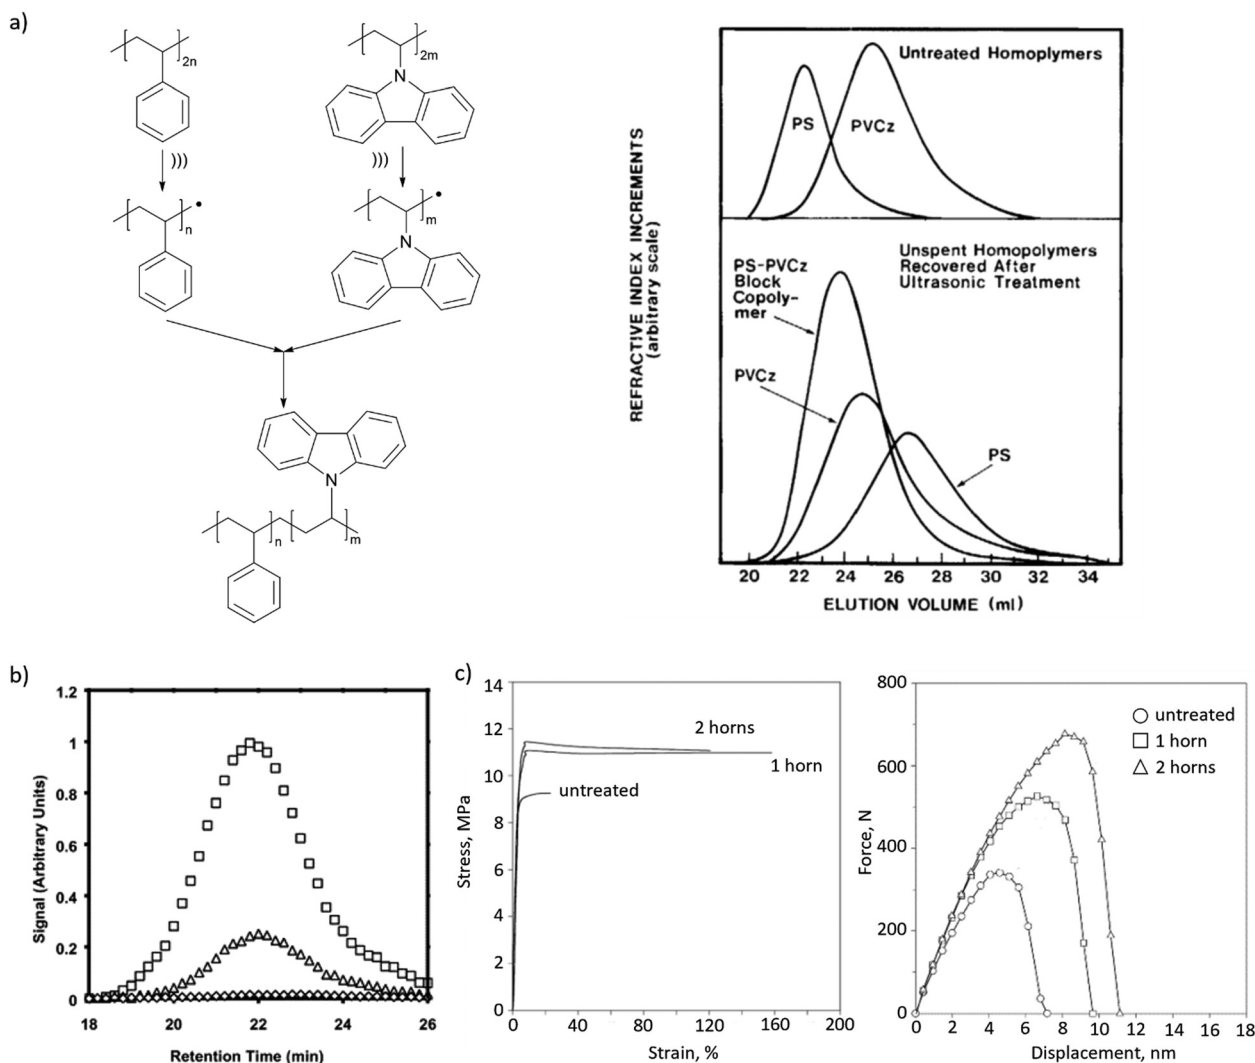 a)
2n
2m
N
)))
)))
n
m
N
N
n
m
Untreated Homoplymers
PS
PVCz
REFRACTIVE INDEX INCREMENTS
(arbitrary scale)
Unspent Homopolymers
Recovered After
Ultrasonic Treatment
PS-PVCz
Block
Copoly-
mer
PVCz
PS
20 22 24 26 28 30 32 34
ELUTION VOLUME (ml)
b)
1.2
1
0.8
0.6
0.4
0.2
0
Signal (Arbitrary Units)
18 20 22 24 26
Retention Time (min)
c)
14
12
10
8
6
4
2
0
Stress, MPa
2 horns
1 horn
untreated
0 40 80 120 160 200
Strain, %
800
600
400
200
0
Force, N
untreated
1 horn
2 horns
0 2 4 6 8 10 12 14 16 18
Displacement, nm